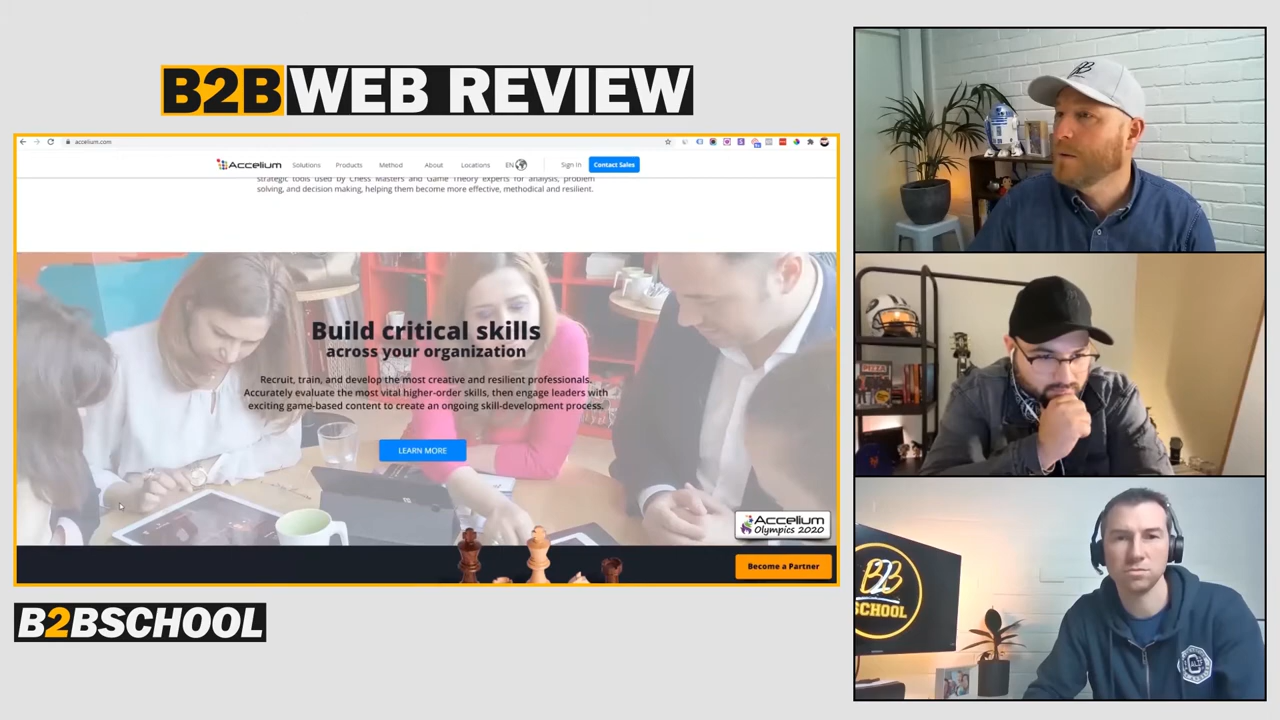 B2B WEB REVIEW
accelium.com
Accelium Solutions Products Method About Locations EN Sign In Contact Sales
strategic tools used by Chess Masters and Game Theory experts for analysis, problem
solving, and decision making, helping them become more effective, methodical and resilient.
Build critical skills
across your organization
Recruit, train, and develop the most creative and resilient professionals.
Accurately evaluate the most vital higher-order skills, then engage leaders with
exciting game-based content to create an ongoing skill-development process.
LEARN MORE
Accelium
Olympics 2020
Become a Partner
B2BSCHOOL
PIZZA
B2B
SCHOOL